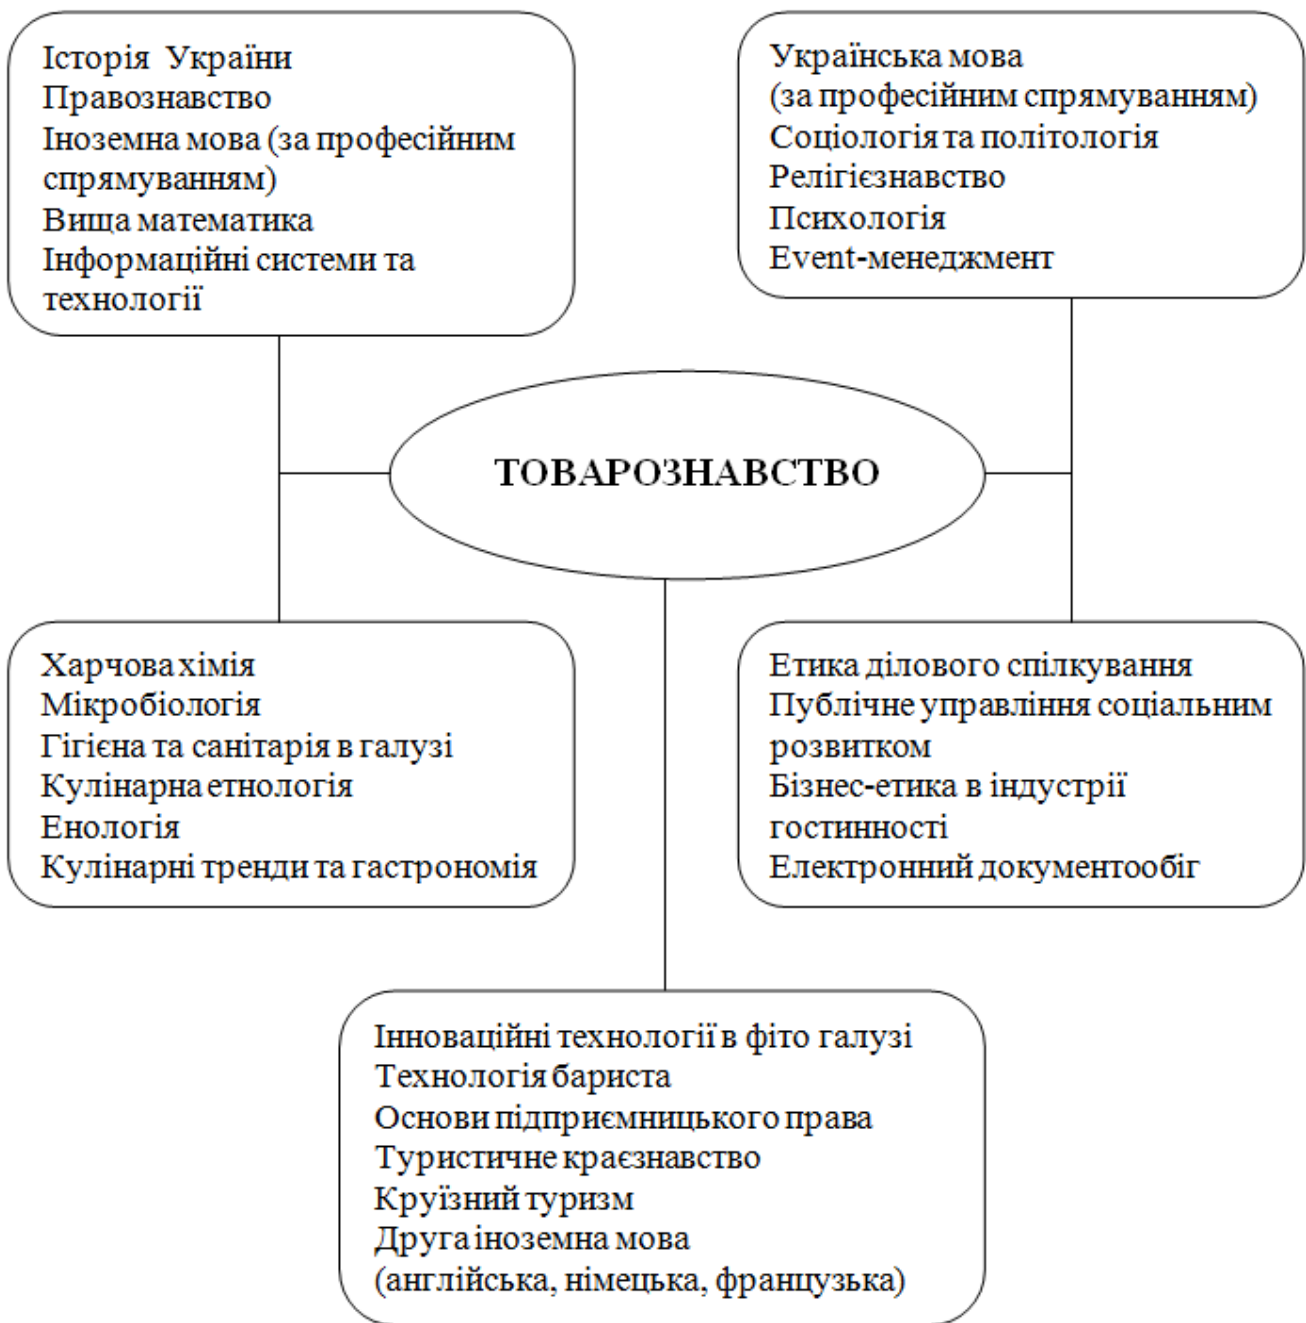 Історія України
Правознавство
Іноземна мова (за професійним
спрямуванням)
Вища математика
Інформаційні системи та
технології
Українська мова
(за професійним спрямуванням)
Соціологія та політологія
Релігієзнавство
Психологія
Event-менеджмент
ТОВАРОЗНАВСТВО
Харчова хімія
Мікробіологія
Гігієна та санітарія в галузі
Кулінарна етнологія
Енологія
Кулінарні тренди та гастрономія
Етика ділового спілкування
Публічне управління соціальним
розвитком
Бізнес-етика в індустрії
гостинності
Електронний документообіг
Інноваційні технології в фіто галузі
Технологія бариста
Основи підприємницького права
Туристичне краєзнавство
Круїзний туризм
Друга іноземна мова
(англійська, німецька, французька)